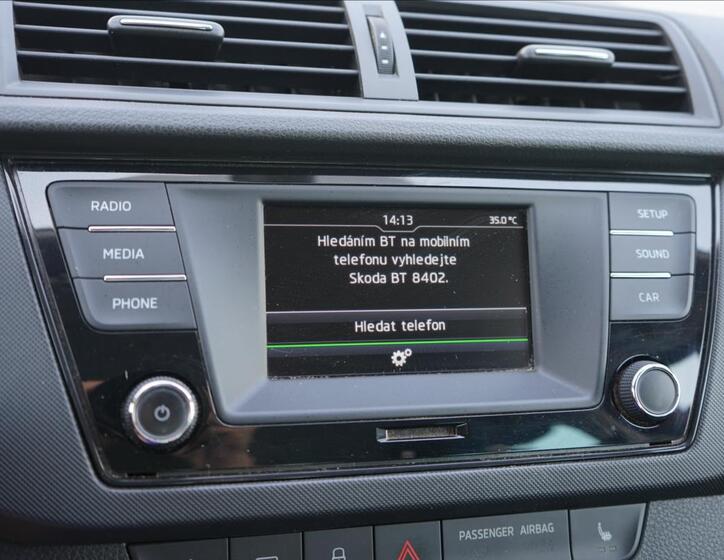 14:13
35.0 °C
RADIO
MEDIA
PHONE
Hledáním BT na mobilním
telefonu vyhledejte
Skoda BT 8402.
Hledat telefon
SETUP
SOUND
CAR
PASSENGER AIRBAG